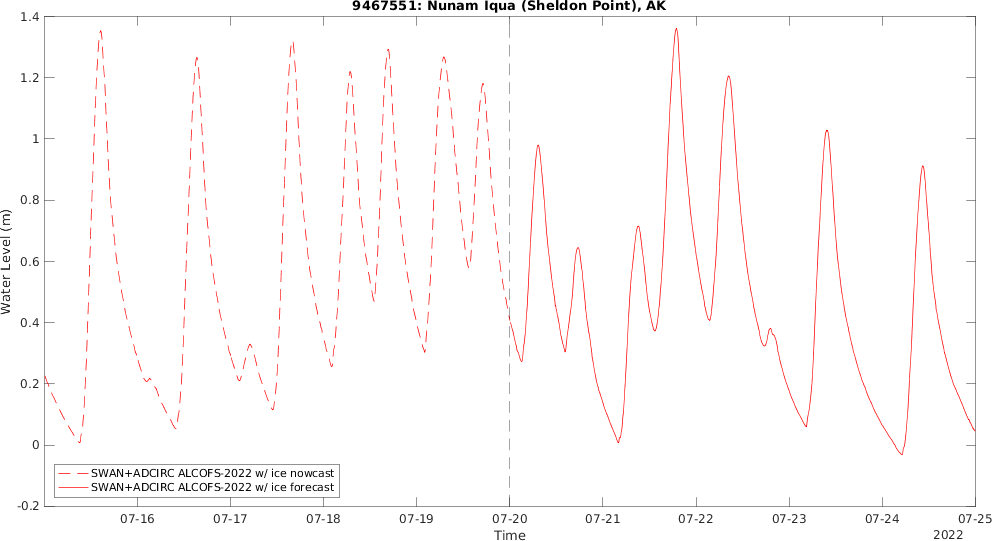 9467551: Nunam Iqua (Sheldon Point), AK
1.4
1.2
1
0.8
0.6
0.4
0.2
0
-0.2
Water Level (m)
SWAN+ADCIRC ALCOFS-2022 w/ ice nowcast
SWAN+ADCIRC ALCOFS-2022 w/ ice forecast
07-16 07-17 07-18 07-19 07-20 07-21 07-22 07-23 07-24 07-25
Time
2022